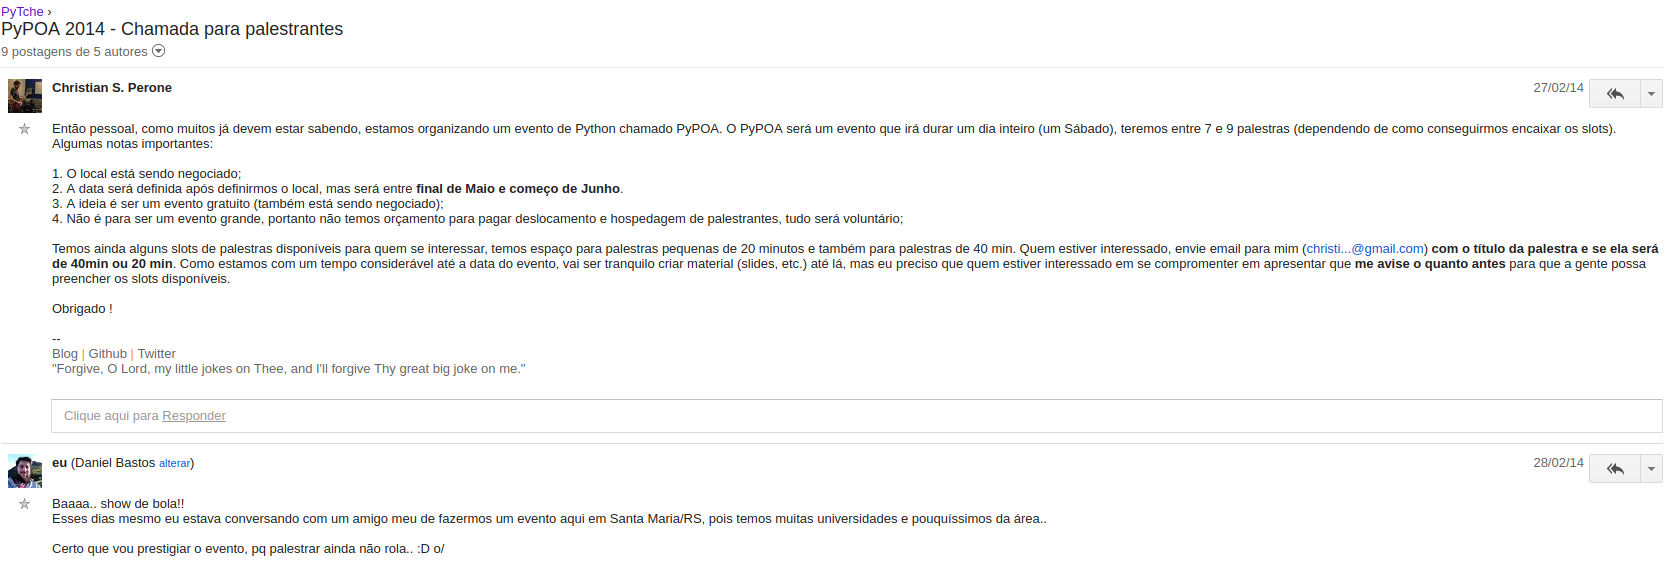 PyTche ›
PyPOA 2014 - Chamada para palestrantes
9 postagens de 5 autores
Christian S. Perone
27/02/14
Então pessoal, como muitos já devem estar sabendo, estamos organizando um evento de Python chamado PyPOA. O PyPOA será um evento que irá durar um dia inteiro (um Sábado), teremos entre 7 e 9 palestras (dependendo de como conseguirmos encaixar os slots).
Algumas notas importantes:
1. O local está sendo negociado;
2. A data será definida após definirmos o local, mas será entre final de Maio e começo de Junho.
3. A ideia é ser um evento gratuito (também está sendo negociado);
4. Não é para ser um evento grande, portanto não temos orçamento para pagar deslocamento e hospedagem de palestrantes, tudo será voluntário;
Temos ainda alguns slots de palestras disponíveis para quem se interessar, temos espaço para palestras pequenas de 20 minutos e também para palestras de 40 min. Quem estiver interessado, envie email para mim (christi...@gmail.com) com o título da palestra e se ela será
de 40min ou 20 min. Como estamos com um tempo considerável até a data do evento, vai ser tranquilo criar material (slides, etc.) até lá, mas eu preciso que quem estiver interessado em se compromenter em apresentar que me avise o quanto antes para que a gente possa
preencher os slots disponíveis.
Obrigado !
--
Blog | Github | Twitter
"Forgive, O Lord, my little jokes on Thee, and I'll forgive Thy great big joke on me."
Clique aqui para Responder
eu (Daniel Bastos alterar)
28/02/14
Baaaa.. show de bola!!
Esses dias mesmo eu estava conversando com um amigo meu de fazermos um evento aqui em Santa Maria/RS, pois temos muitas universidades e pouquíssimos da área..
Certo que vou prestigiar o evento, pq palestrar ainda não rola.. :D o/